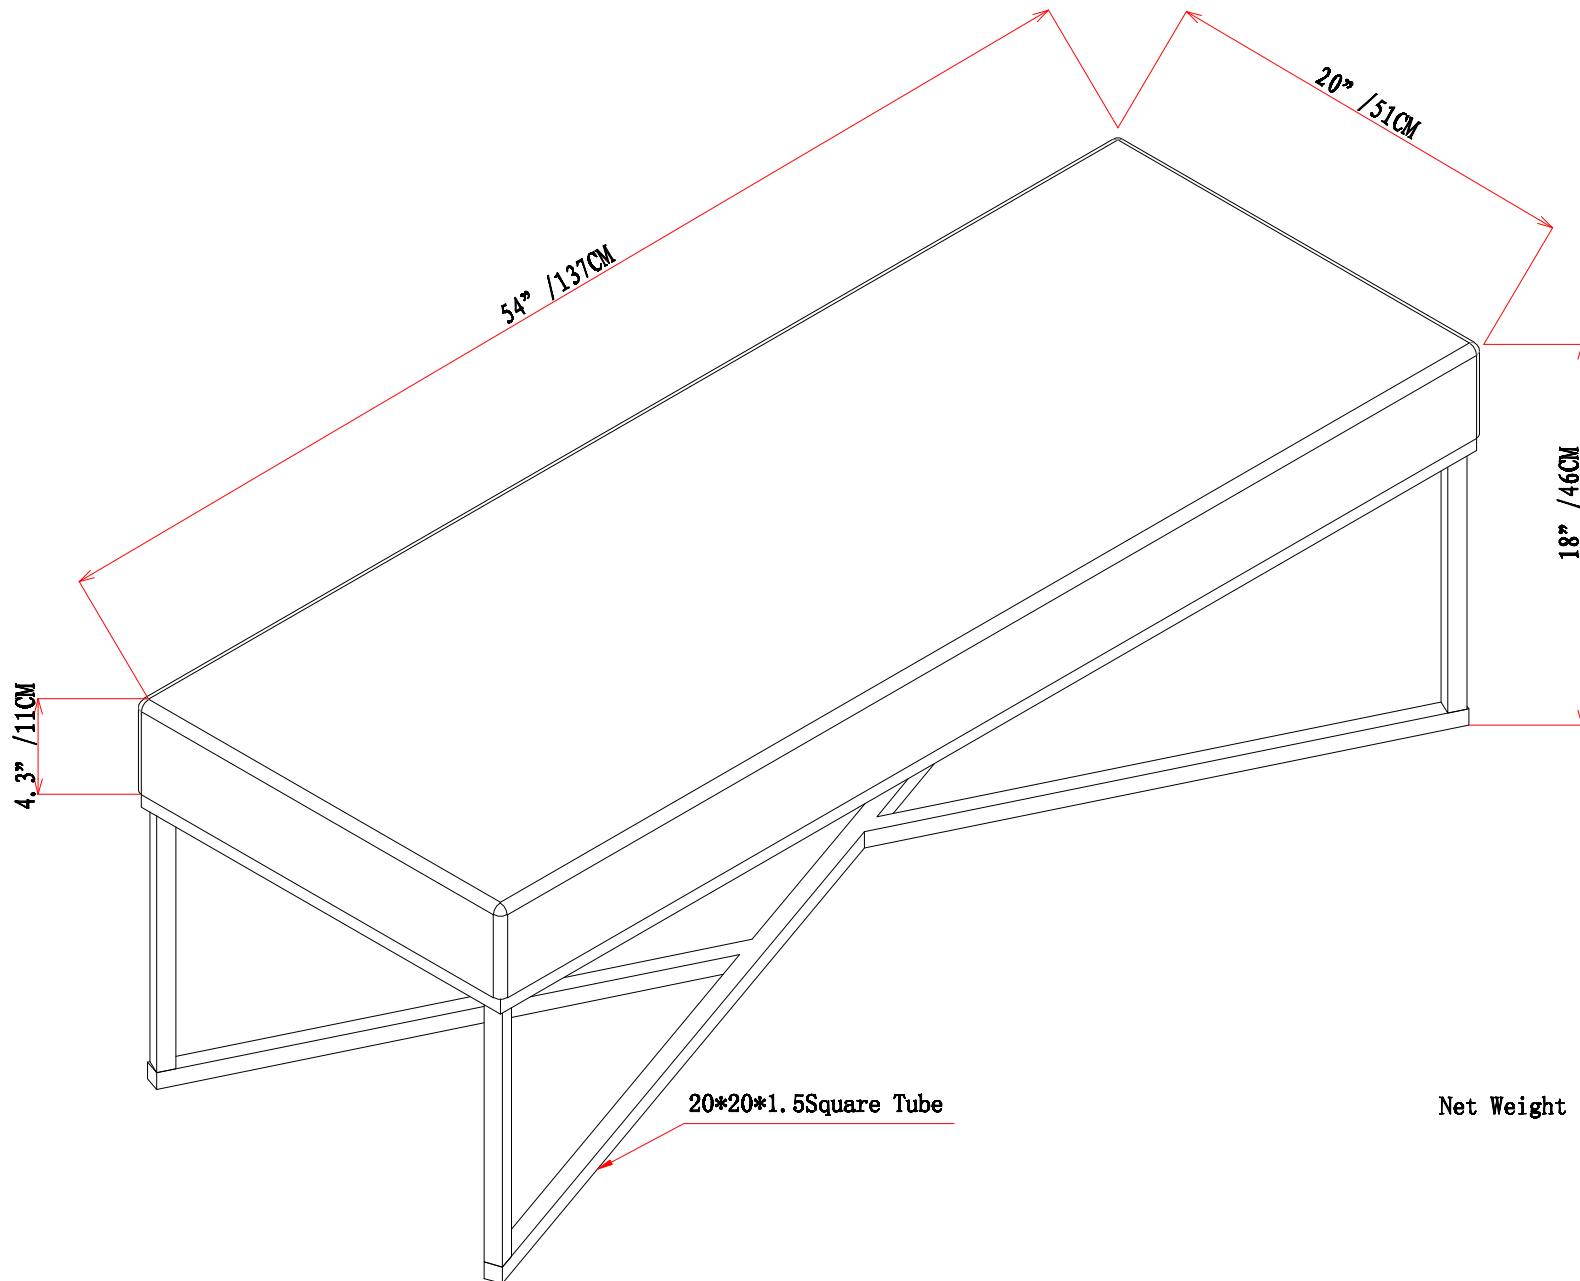 20” /51CM
54” /137CM
18” /46CM
4.3” /11CM
20*20*1.5Square Tube
Net Weight